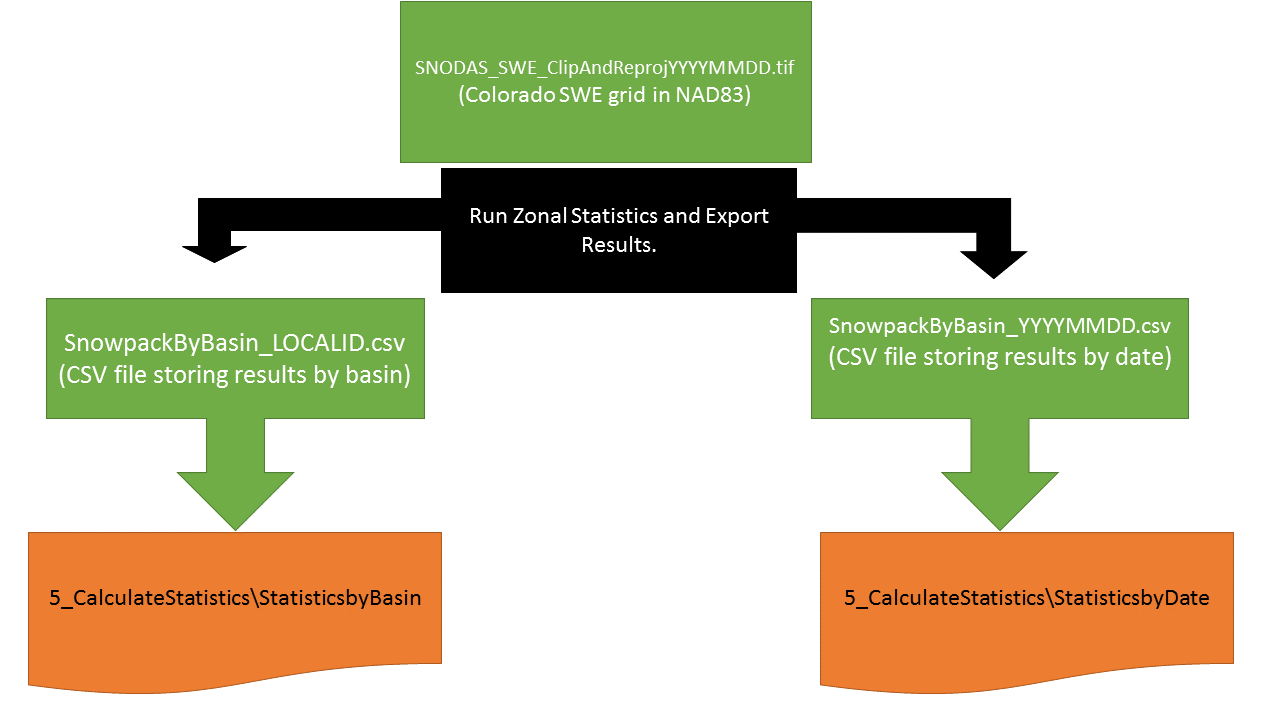 SNODAS_SWE_ClipAndReprojYYYYMMDD.tif
(Colorado SWE grid in NAD83)
Run Zonal Statistics and Export
Results.
SnowpackByBasin_LOCALID.csv
(CSV file storing results by basin)
SnowpackByBasin_YYYYMMDD.csv
(CSV file storing results by date)
5_CalculateStatistics\StatisticsbyBasin
5_CalculateStatistics\StatisticsbyDate